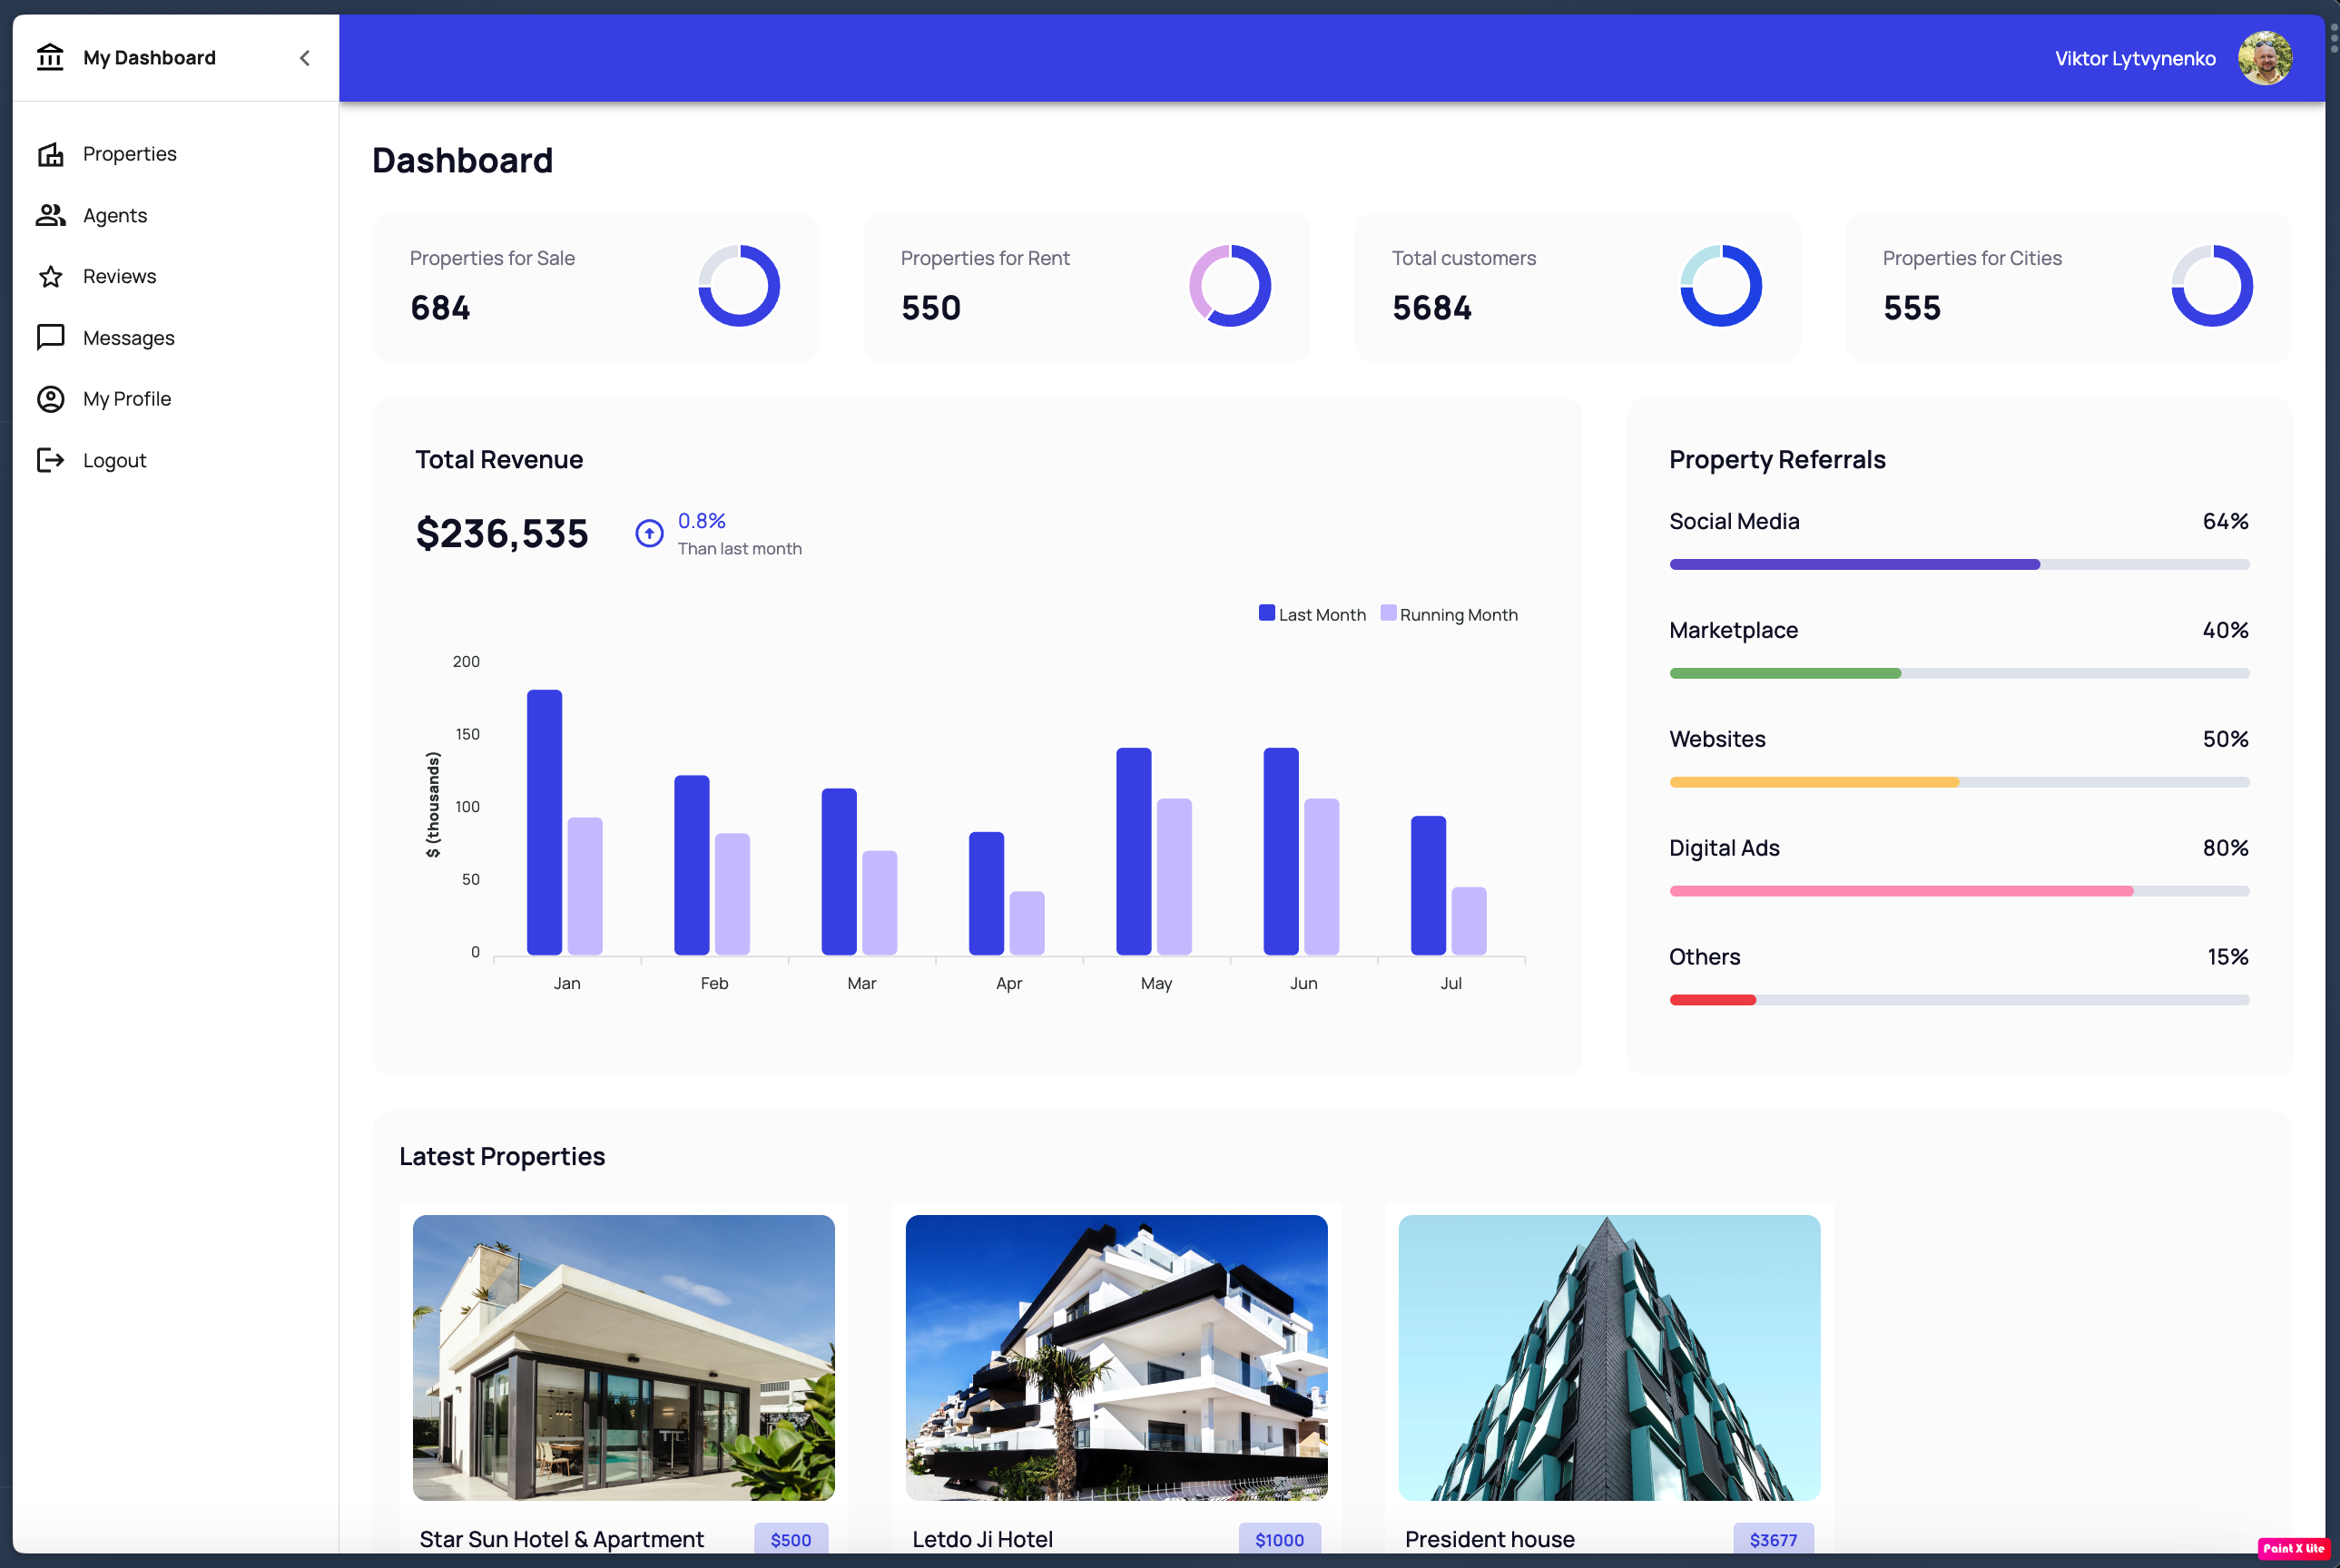 My Dashboard
Viktor Lytvynenko
Properties
Agents
Reviews
Messages
My Profile
Logout
Dashboard
Properties for Sale
684
Properties for Rent
550
Total customers
5684
Properties for Cities
555
Total Revenue
$236,535
0.8%
Than last month
Last Month
Running Month
$ (thousands)
200
150
100
50
0
Jan
Feb
Mar
Apr
May
Jun
Jul
Property Referrals
Social Media 64%
Marketplace 40%
Websites 50%
Digital Ads 80%
Others 15%
Latest Properties
Star Sun Hotel & Apartment $500
Letdo Ji Hotel $1000
President house $3677
Paint X lite